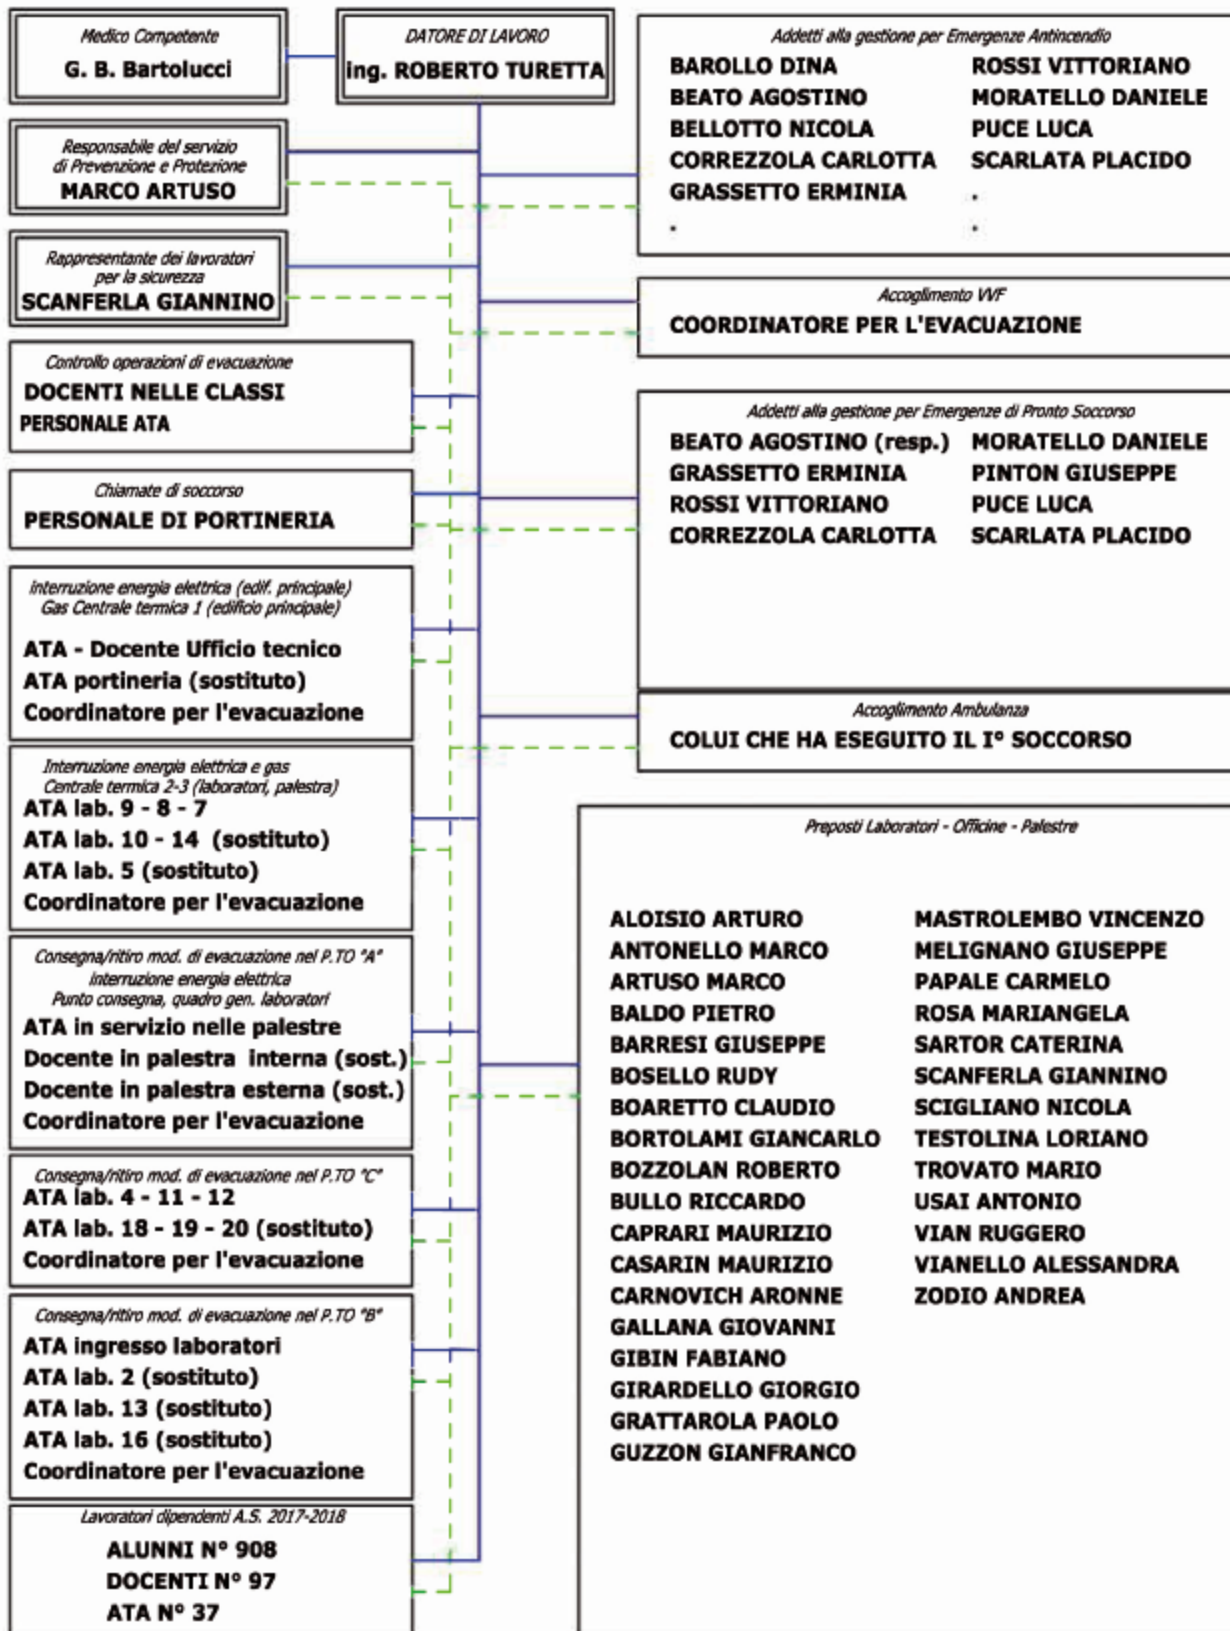 Medico Competente
G. B. Bartolucci
DATORE DI LAVORO
ing. ROBERTO TURETTA
Responsabile del servizio
di Prevenzione e Protezione
MARCO ARTUSO
Rappresentante dei lavoratori
per la sicurezza
SCANFERLA GIANNINO
Controllo operazioni di evacuazione
DOCENTI NELLE CLASSI
PERSONALE ATA
Chiamate di soccorso
PERSONALE DI PORTINERIA
interruzione energia elettrica (edif. principale)
Gas Centrale termica 1 (edificio principale)
ATA - Docente Ufficio tecnico
ATA portineria (sostituto)
Coordinatore per l'evacuazione
Interruzione energia elettrica e gas
Centrale termica 2-3 (laboratori, palestra)
ATA lab. 9 - 8 - 7
ATA lab. 10 - 14 (sostituto)
ATA lab. 5 (sostituto)
Coordinatore per l'evacuazione
Consegna/ritiro mod. di evacuazione nel P.TO "A"
interruzione energia elettrica
Punto consegna, quadro gen. laboratori
ATA in servizio nelle palestre
Docente in palestra interna (sost.)
Docente in palestra esterna (sost.)
Coordinatore per l'evacuazione
Consegna/ritiro mod. di evacuazione nel P.TO "C"
ATA lab. 4 - 11 - 12
ATA lab. 18 - 19 - 20 (sostituto)
Coordinatore per l'evacuazione
Consegna/ritiro mod. di evacuazione nel P.TO "B"
ATA ingresso laboratori
ATA lab. 2 (sostituto)
ATA lab. 13 (sostituto)
ATA lab. 16 (sostituto)
Coordinatore per l'evacuazione
Lavoratori dipendenti A.S. 2017-2018
ALUNNI N° 908
DOCENTI N° 97
ATA N° 37
Addetti alla gestione per Emergenze Antincendio
BAROLLO DINA ROSSI VITTORIANO
BEATO AGOSTINO MORATELLO DANIELE
BELLOTTO NICOLA PUCE LUCA
CORREZZOLA CARLOTTA SCARLATA PLACIDO
GRASSETTO ERMINIA .
. .
Accoglimento VVF
COORDINATORE PER L'EVACUAZIONE
Addetti alla gestione per Emergenze di Pronto Soccorso
BEATO AGOSTINO (resp.) MORATELLO DANIELE
GRASSETTO ERMINIA PINTON GIUSEPPE
ROSSI VITTORIANO PUCE LUCA
CORREZZOLA CARLOTTA SCARLATA PLACIDO
Accoglimento Ambulanza
COLUI CHE HA ESEGUITO IL I° SOCCORSO
Preposti Laboratori - Officine - Palestre
ALOISIO ARTURO MASTROLEMBO VINCENZO
ANTONELLO MARCO MELIGNANO GIUSEPPE
ARTUSO MARCO PAPALE CARMELO
BALDO PIETRO ROSA MARIANGELA
BARRESI GIUSEPPE SARTOR CATERINA
BOSELLO RUDY SCANFERLA GIANNINO
BOARETTO CLAUDIO SCIGLIANO NICOLA
BORTOLAMI GIANCARLO TESTOLINA LORIANO
BOZZOLAN ROBERTO TROVATO MARIO
BULLO RICCARDO USAI ANTONIO
CAPRARI MAURIZIO VIAN RUGGERO
CASARIN MAURIZIO VIANELLO ALESSANDRA
CARNOVICH ARONNE ZODIO ANDREA
GALLANA GIOVANNI
GIBIN FABIANO
GIRARDELLO GIORGIO
GRATTAROLA PAOLO
GUZZON GIANFRANCO